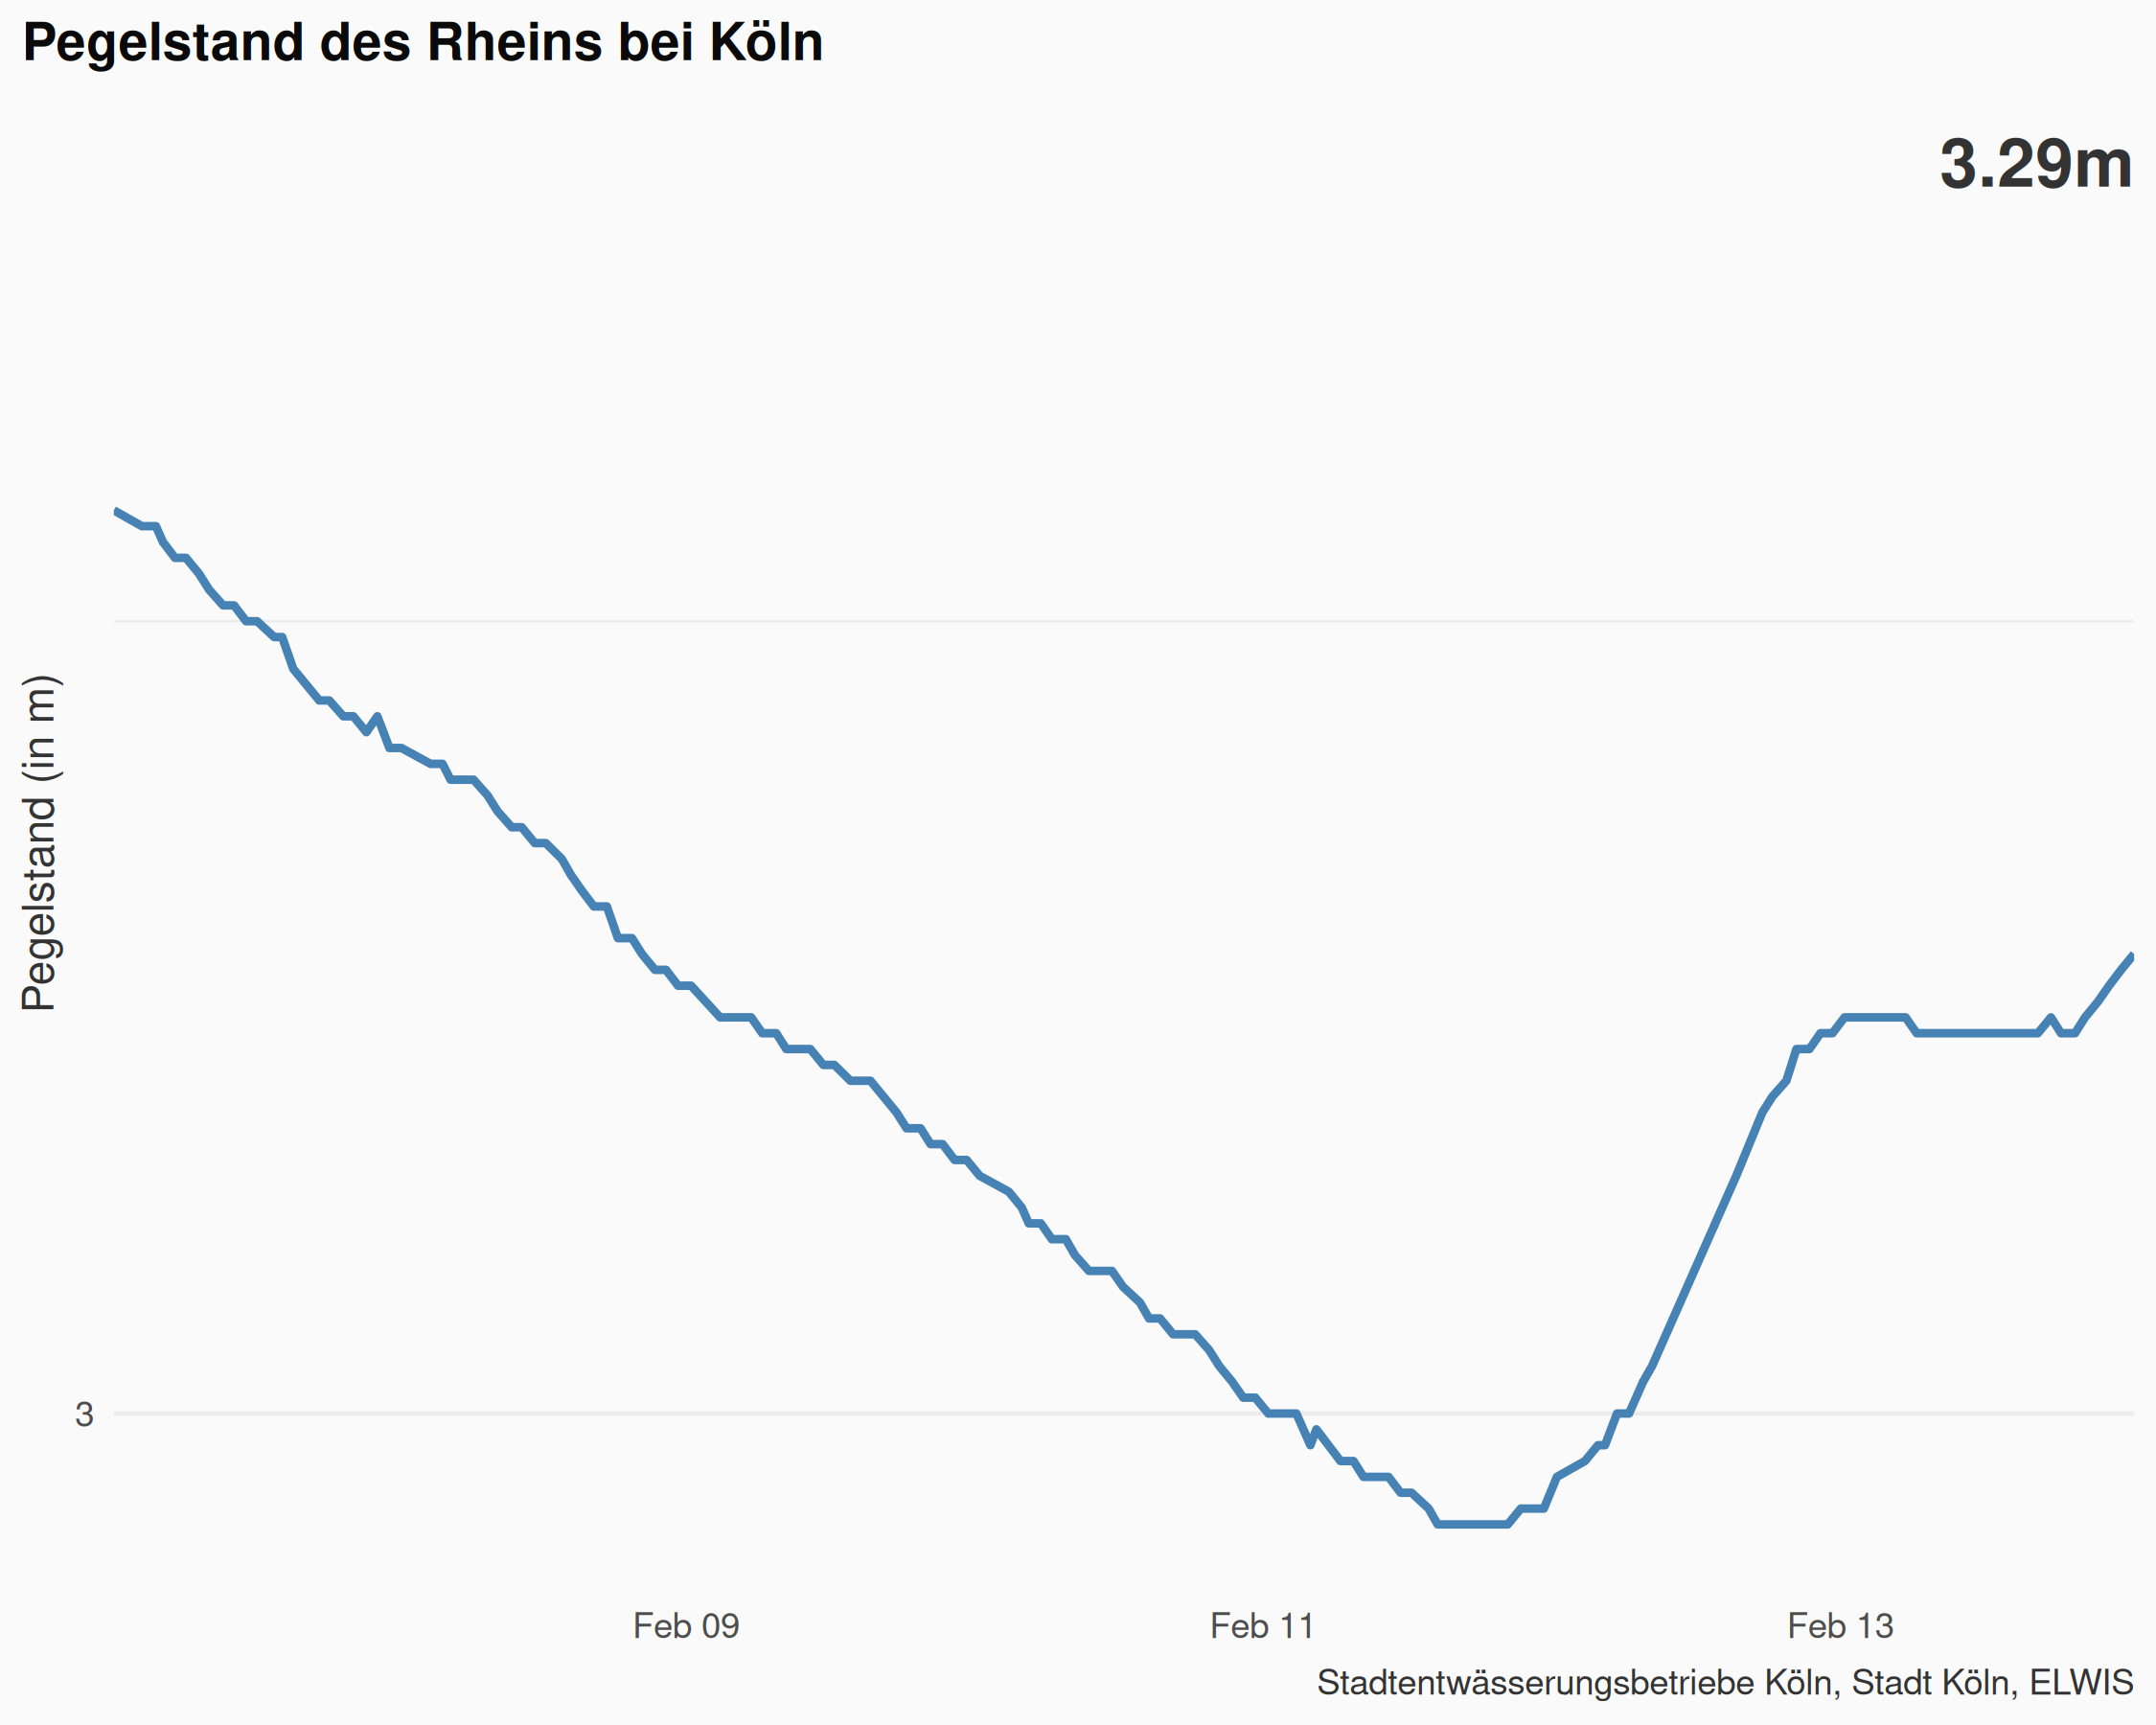 Pegelstand des Rheins bei Köln
3.29m
Pegelstand (in m)
3
Feb 09
Feb 11
Feb 13
Stadtentwässerungsbetriebe Köln, Stadt Köln, ELWIS